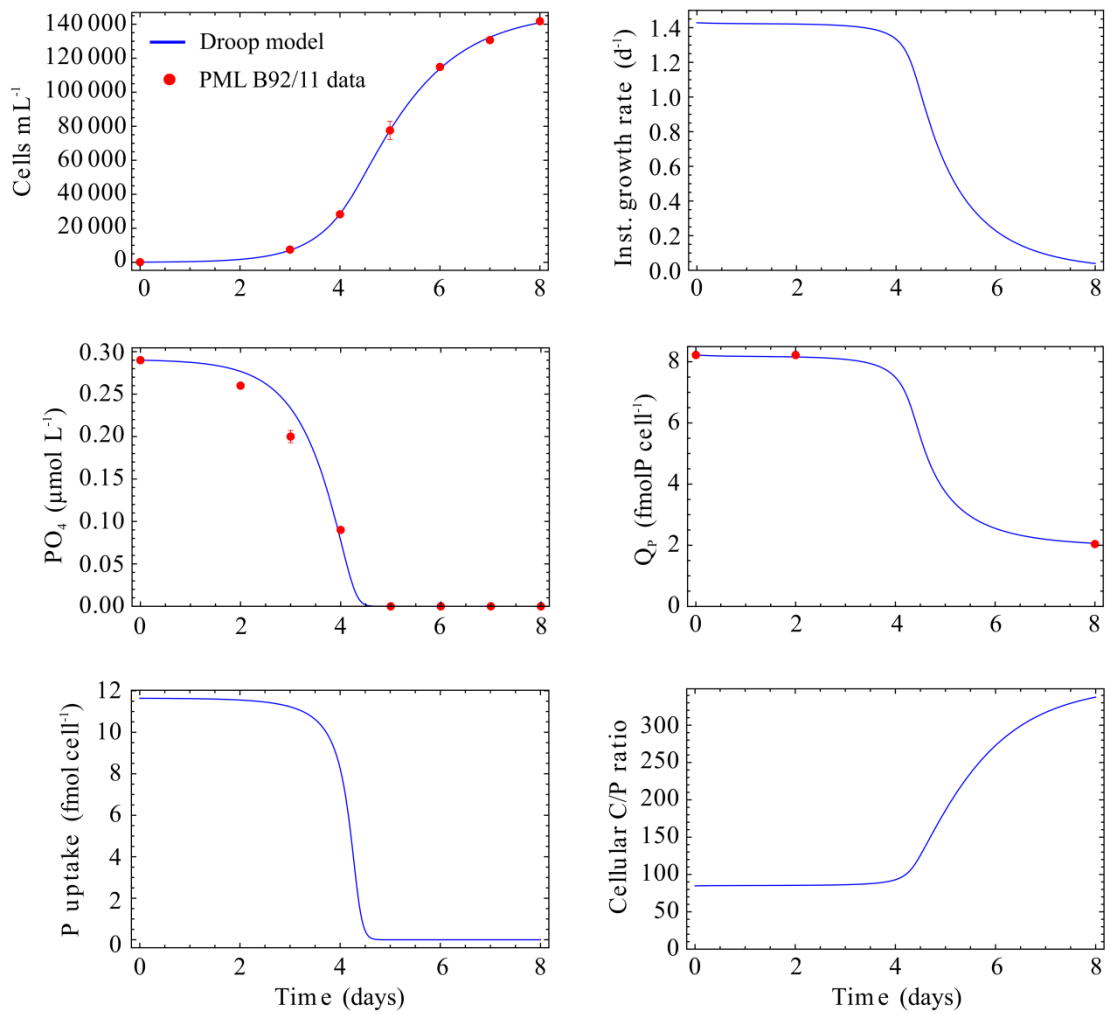 140 000
120 000
100 000
80 000
60 000
40 000
20 000
0
Cells mL⁻¹
Droop model
PML B92/11 data
0 2 4 6 8
1.4
1.2
1.0
0.8
0.6
0.4
0.2
0.0
Inst. growth rate (d⁻¹)
0 2 4 6 8
0.30
0.25
0.20
0.15
0.10
0.05
0.00
PO₄ (µmol L⁻¹)
0 2 4 6 8
8
6
4
2
0
Qₚ (fmolP cell⁻¹)
0 2 4 6 8
12
10
8
6
4
2
0
P uptake (fmol cell⁻¹)
0 2 4 6 8
Time (days)
300
250
200
150
100
50
0
Cellular C/P ratio
0 2 4 6 8
Time (days)